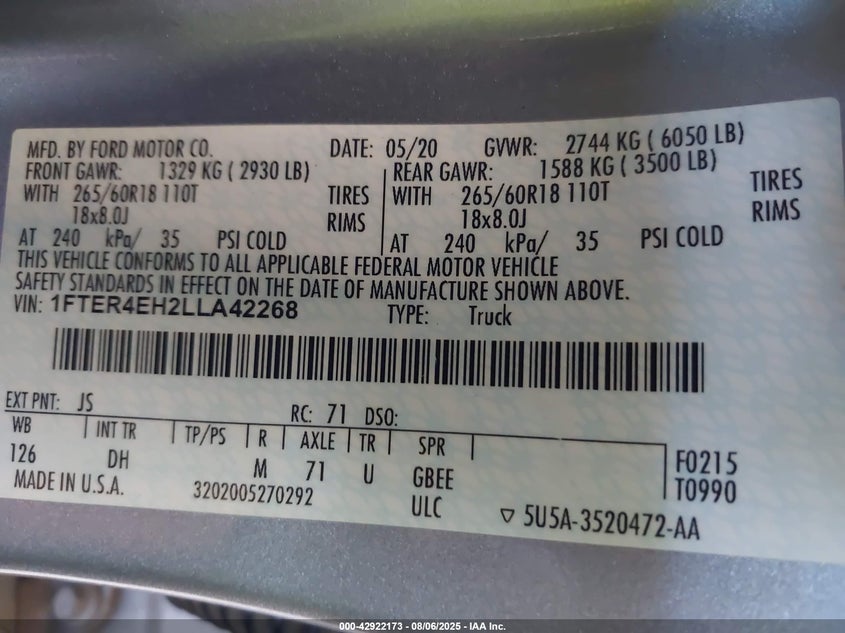 MFD. BY FORD MOTOR CO. DATE: 05/20 GVWR: 2744 KG ( 6050 LB)
FRONT GAWR: 1329 KG ( 2930 LB) REAR GAWR: 1588 KG ( 3500 LB)
WITH 265/60R18 110T TIRES WITH 265/60R18 110T TIRES
18x8.0J RIMS 18x8.0J RIMS
AT 240 kPa/ 35 PSI COLD AT 240 kPa/ 35 PSI COLD
THIS VEHICLE CONFORMS TO ALL APPLICABLE FEDERAL MOTOR VEHICLE
SAFETY STANDARDS IN EFFECT ON THE DATE OF MANUFACTURE SHOWN ABOVE.
VIN: 1FTER4EH2LLA42268 TYPE: Truck
EXT PNT: JS RC: 71 DSO:
WB INT TR TP/PS R AXLE TR SPR
126 DH M 71 U GBEE F0215
MADE IN U.S.A. 3202005270292 ULC T0990
▽ 5U5A-3520472-AA
000-42922173 - 08/06/2025 - IAA Inc.